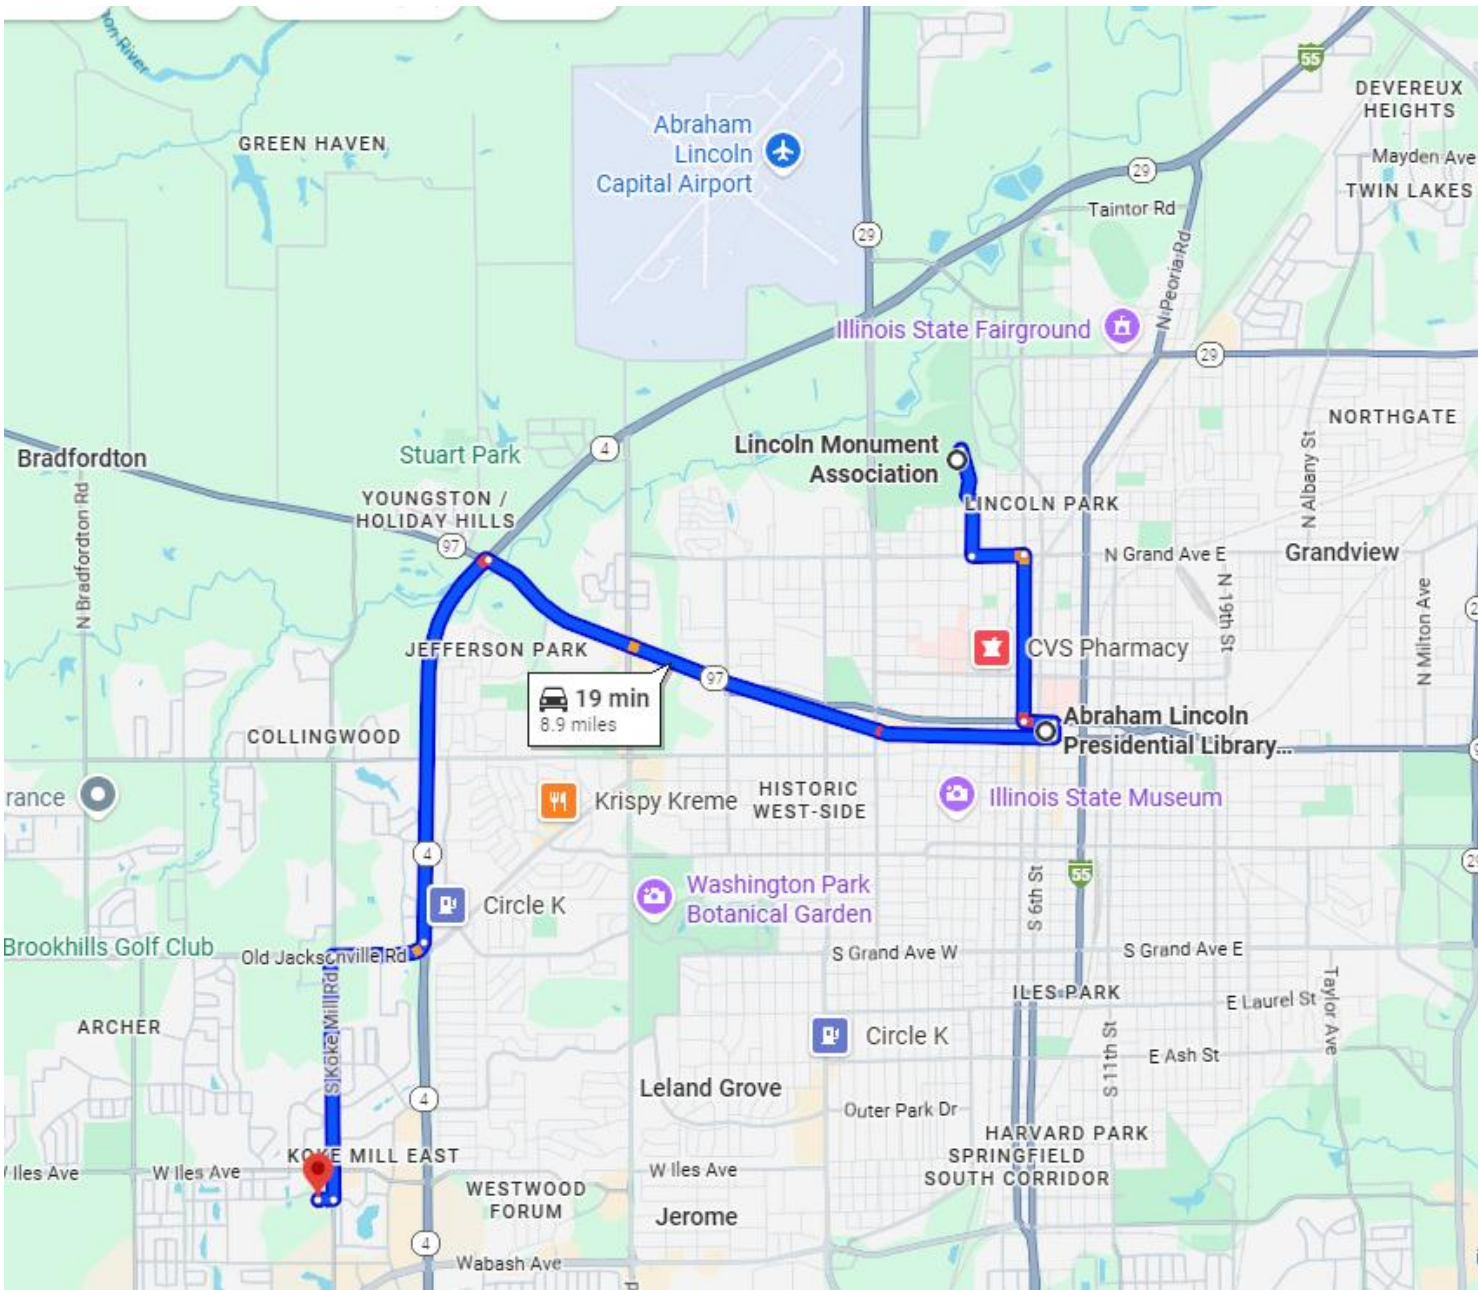 River
55
DEVEREUX
HEIGHTS
Abraham
Lincoln
Capital Airport
GREEN HAVEN
Mayden Ave
29
TWIN LAKES
Taintor Rd
29
N Peoria Rd
Illinois State Fairground
29
NORTHGATE
Bradfordton
Stuart Park
4
Lincoln Monument
Association
N Albany St
YOUNGSTON /
HOLIDAY HILLS
LINCOLN PARK
97
N Bradfordton Rd
N Grand Ave E
Grandview
N 19th St
N Milton Ave
JEFFERSON PARK
CVS Pharmacy
97
19 min
8.9 miles
Abraham Lincoln
Presidential Library...
COLLINGWOOD
rance
Krispy Kreme
HISTORIC
WEST-SIDE
Illinois State Museum
4
55
Circle K
Washington Park
Botanical Garden
S 6th St
Brookhills Golf Club
Old Jacksonville Rd
S Grand Ave W
S Grand Ave E
S Koke Mill Rd
ILES PARK
E Laurel St
Taylor Ave
ARCHER
Circle K
S 11th St
E Ash St
Leland Grove
4
Outer Park Dr
KOKE MILL EAST
HARVARD PARK
SPRINGFIELD
SOUTH CORRIDOR
Iles Ave
W Iles Ave
W Iles Ave
WESTWOOD
FORUM
Jerome
4
Wabash Ave